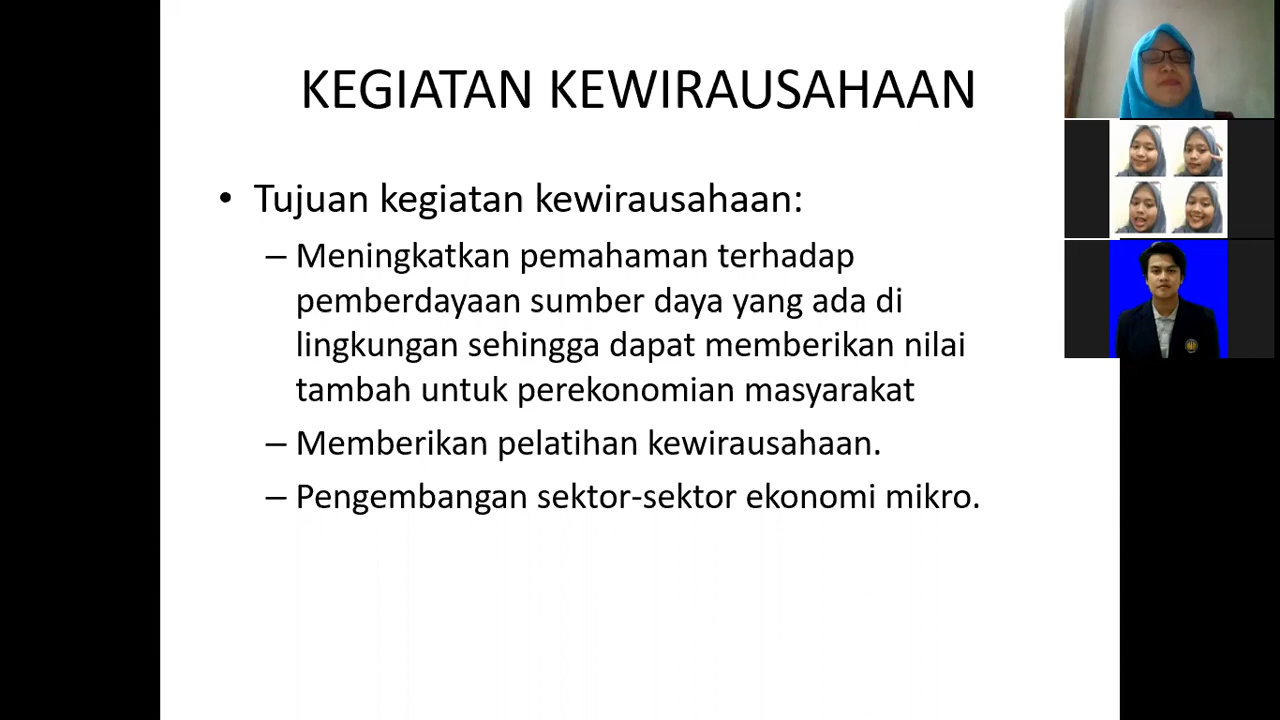 KEGIATAN KEWIRAUSAHAAN
• Tujuan kegiatan kewirausahaan:
– Meningkatkan pemahaman terhadap
pemberdayaan sumber daya yang ada di
lingkungan sehingga dapat memberikan nilai
tambah untuk perekonomian masyarakat
– Memberikan pelatihan kewirausahaan.
– Pengembangan sektor-sektor ekonomi mikro.